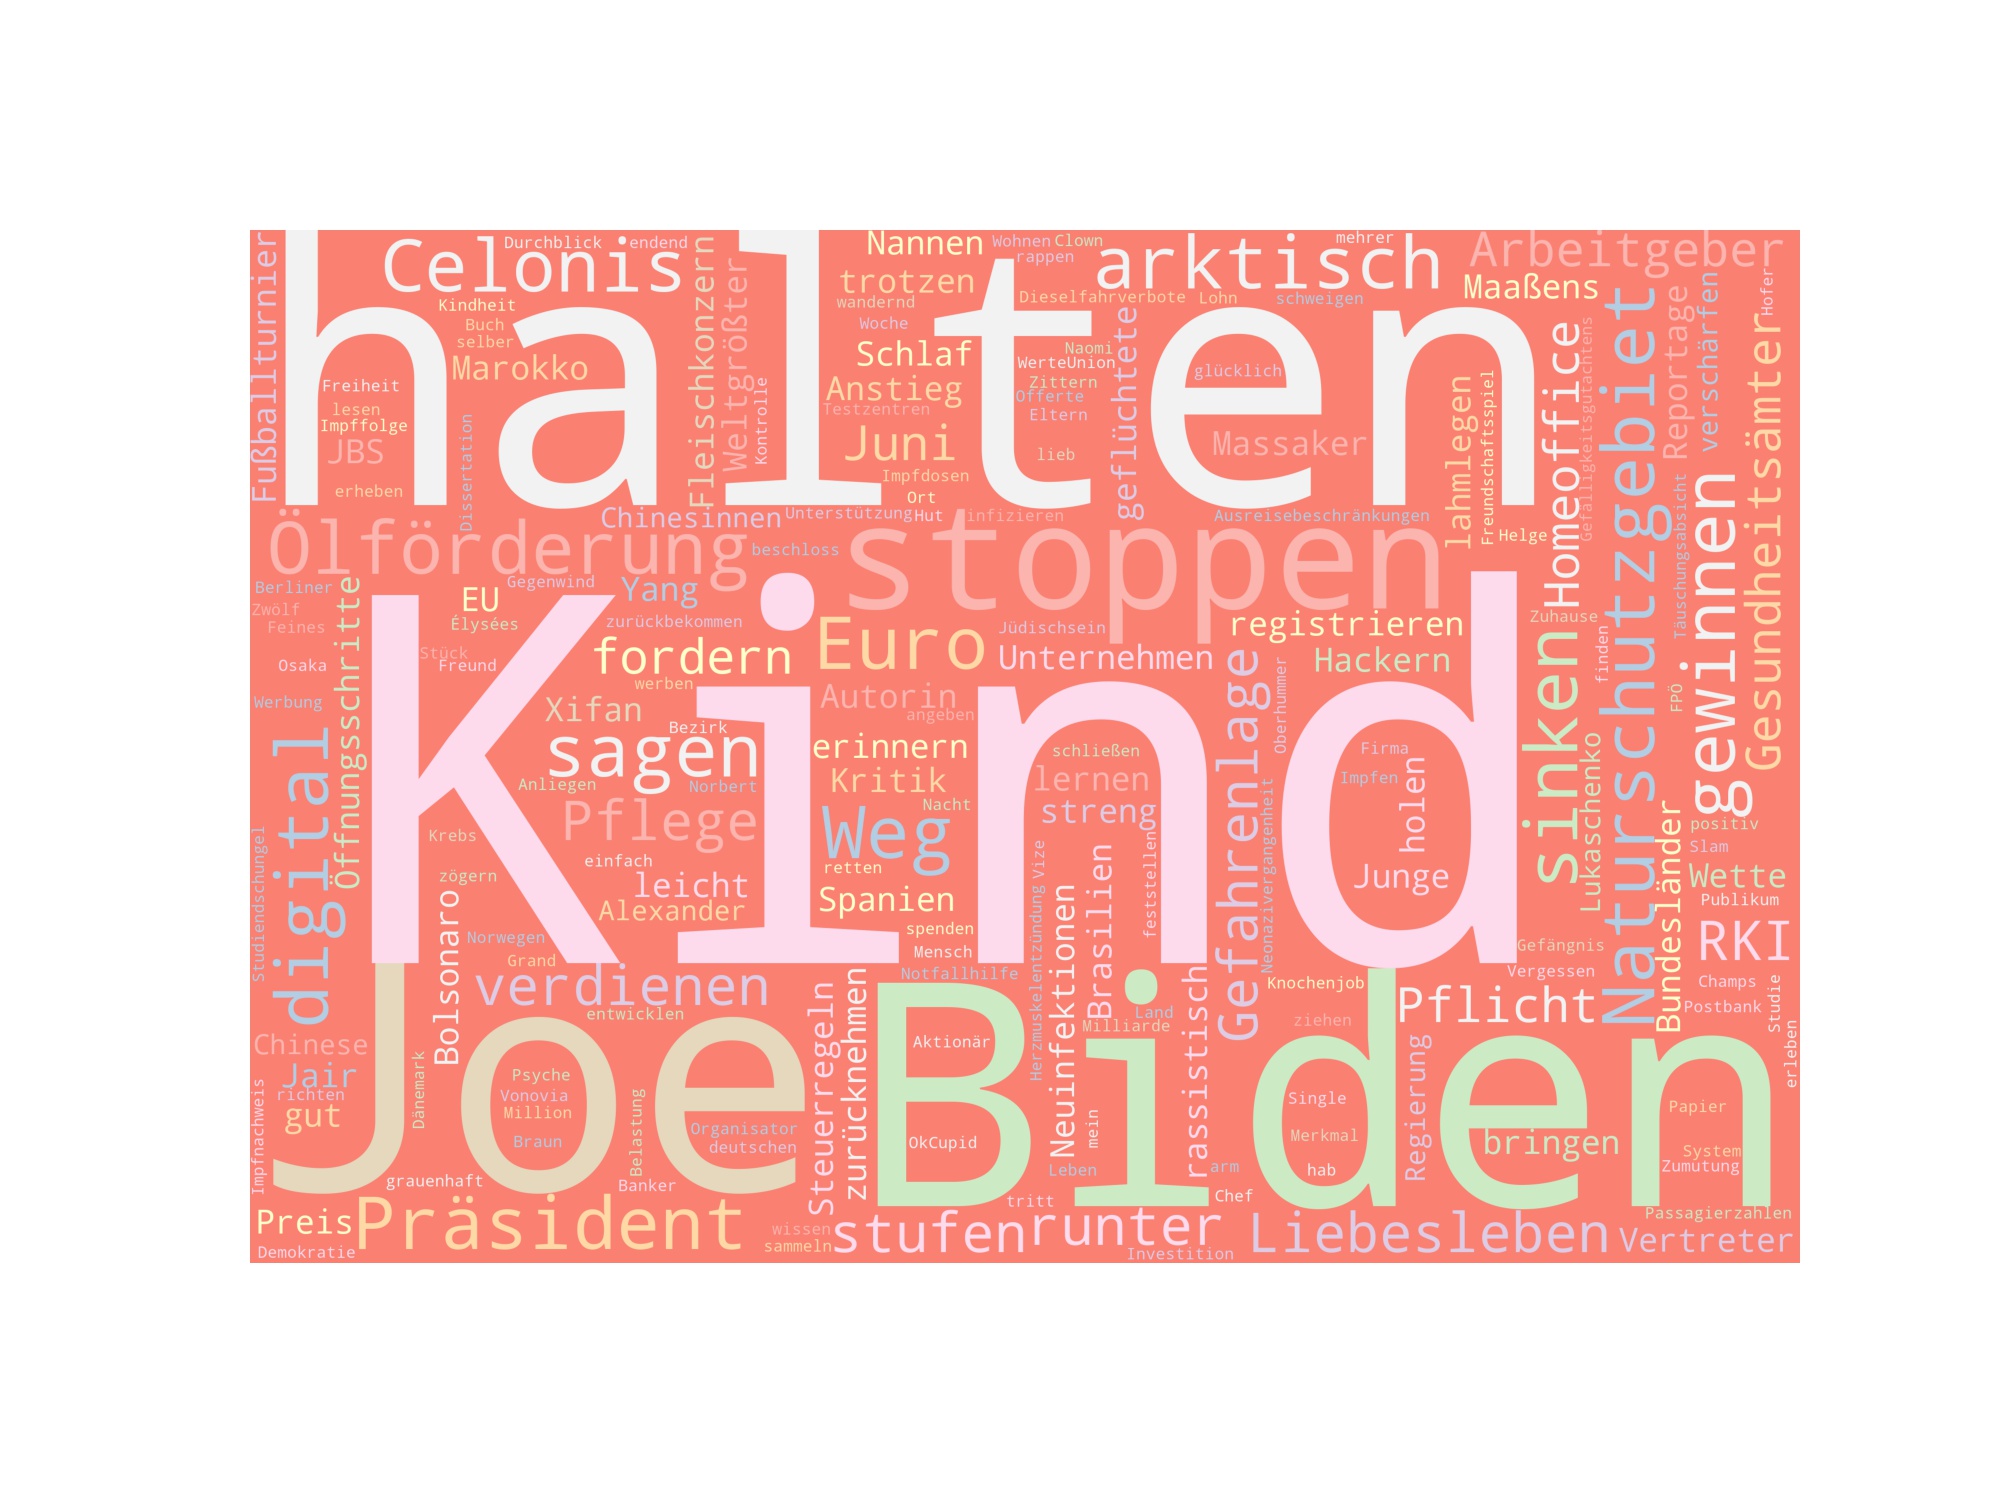 halten
Kind
Joe
Biden
stoppen
Celonis
Durchblick
endend
Nannen
Wohnen
Clown
rappen
arktisch
mehrer
Arbeitgeber
Fußballturnier
Kindheit
Buch
selber
Marokko
Freiheit
lesen
Impffolge
JBS
erheben
Dissertation
Fleischkonzern
Weltgrößter
Kontrolle
trotzen
wandernd
Woche
Schlaf
Anstieg
Testzentren
Juni
Impfdosen
Ort
Dieselfahrverbote
Lohn
schweigen
Naomi
WerteUnion
Zittern
Offerte
Eltern
lieb
geflüchtete
glücklich
Massaker
Maaßens
lahmlegen
Freundschaftsspiel
Homeoffice
Gefälligkeitsgutachtens
Naturschutzgebiet
Reportage
verschärfen
Hofer
Gesundheitsämter
gewinnen
Täuschungsabsicht
Ölförderung
Chinesinnen
Unterstützung
Hut
infizieren
Ausreisebeschränkungen
Helge
beschloss
Berliner
Zwölf
Feines
Osaka
Werbung
Öffnungsschritte
EU
Élysées
Gegenwind
Yang
zurückbekommen
Stück
Freund
fordern
werben
Euro
Jüdischsein
Unternehmen
registrieren
Hackern
Zuhause
finden
FPÖ
Xifan
Bezirk
sagen
Autorin
angeben
Oberhummer
Gefahrenlage
sinken
Lukaschenko
digital
Anliegen
Norbert
erinnern
Kritik
schließen
lernen
streng
Nacht
Firma
Impfen
holen
Junge
Pflege
Weg
Krebs
einfach
zögern
leicht
retten
Alexander
Spanien
spenden
Mensch
Vize
Herzmuskelentzündung
Neuinfektionen
Brasilien
feststellen
Neonazivergangenheit
positiv
Slam
Wette
Publikum
Bundesländer
RKI
Studiendschungel
Bolsonaro
Norwegen
Grand
verdienen
entwicklen
Notfallhilfe
Knochenjob
Gefängnis
Vergessen
Pflicht
Champs
Postbank
Studie
erleben
Chinese
Jair
richten
gut
Impfnachweis
Dänemark
Psyche
Vonovia
Million
Braun
Belastung
Organisator
deutschen
Banker
grauenhaft
Steuerregeln
zurücknehmen
Aktionär
OkCupid
mein
Land
Milliarde
Leben
rassistisch
arm
Chef
ziehen
Single
Merkmal
hab
Regierung
bringen
Papier
System
Zumutung
Preis
Demokratie
Präsident
wissen
sammeln
stufen
runter
tritt
Investition
Liebesleben
Vertreter
Passagierzahlen